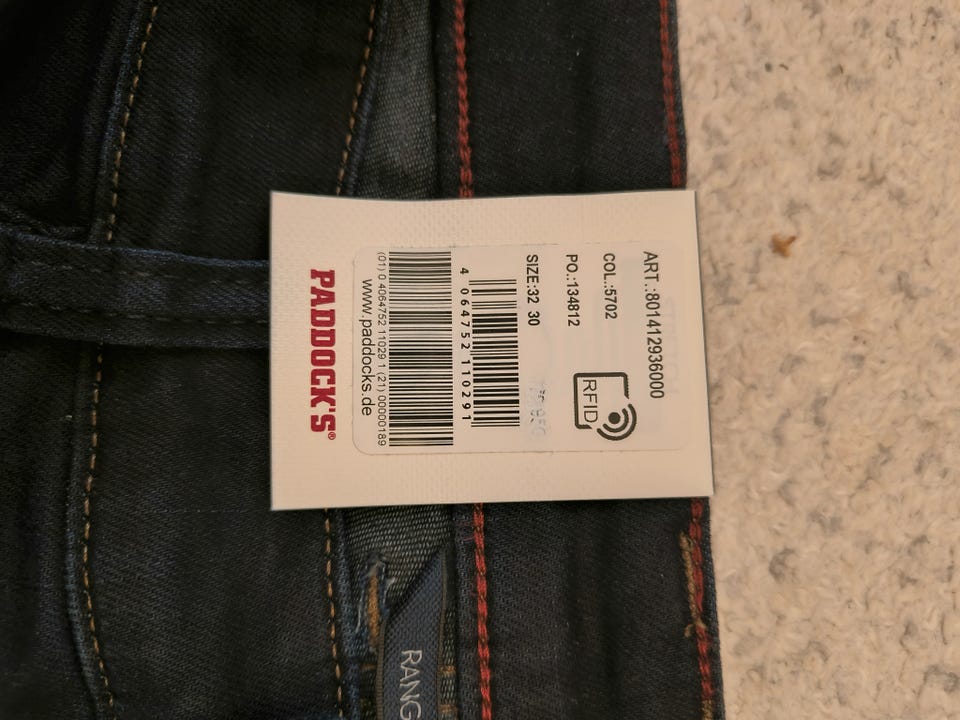 ART.:801412936000
COL.:5702
PO.:134812
RFID
SIZE:32 30
4 064752 110291
(01) 0 4064752 11029 1 (21) 00000189
www.paddocks.de
PADDOCK'S®
RANG